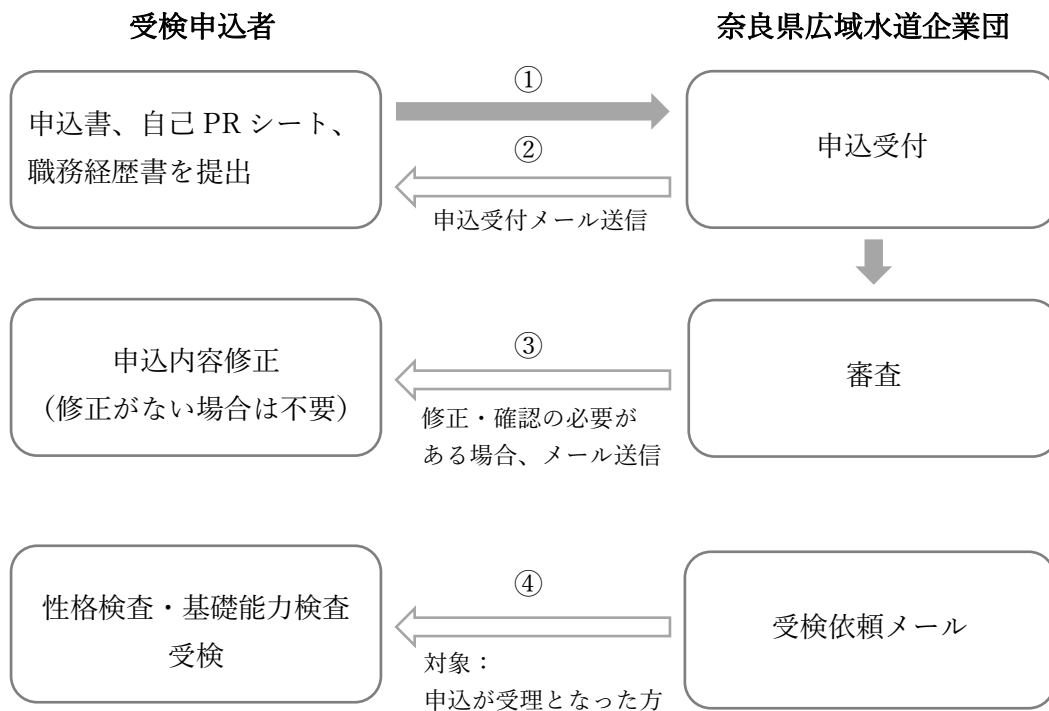 受検申込者
奈良県広域水道企業団
申込書、自己 PR シート、
職務経歴書を提出
①
②
申込受付メール送信
申込受付
申込内容修正
（修正がない場合は不要）
③
修正・確認の必要が
ある場合、メール送信
審査
性格検査・基礎能力検査
受検
④
対象：
申込が受理となった方
受検依頼メール